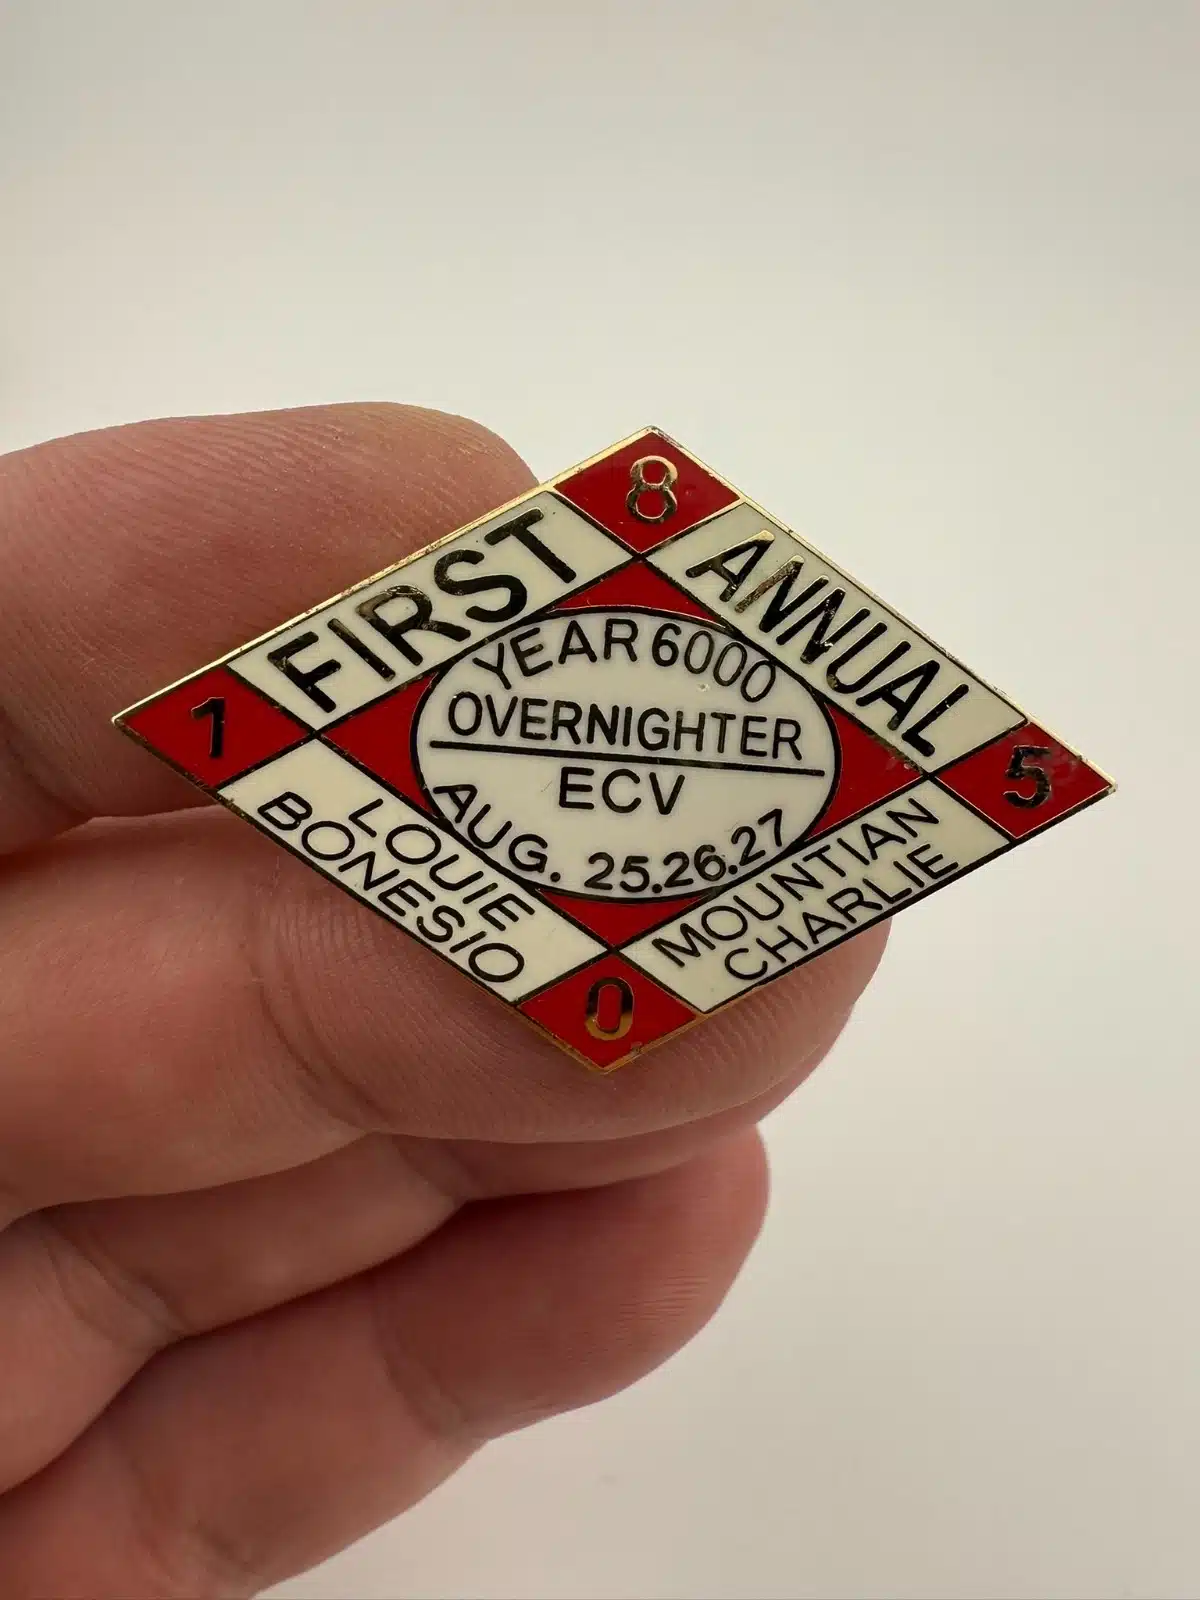 8
FIRST
ANNUAL
1
5
YEAR 6000
OVERNIGHTER
ECV
AUG. 25.26.27
LOUIE
BONESIO
MOUNTIAN
CHARLIE
0